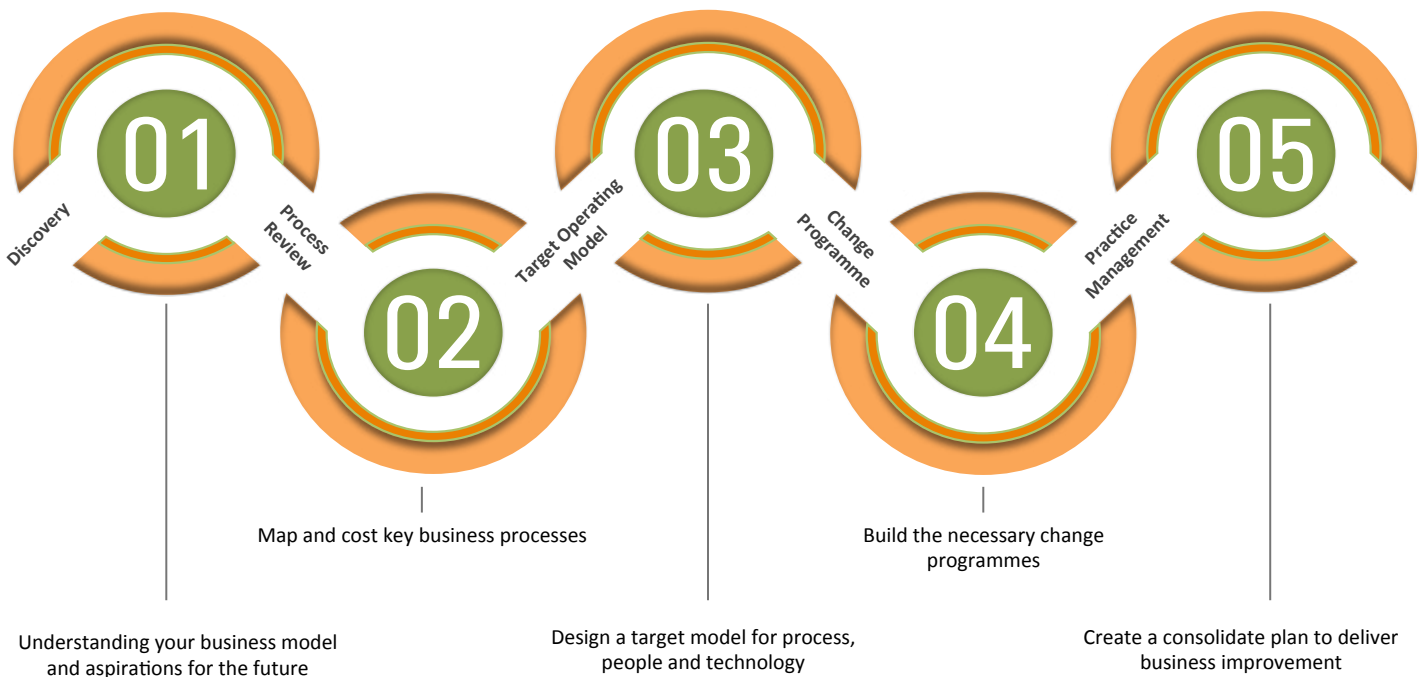 01
Discovery
Understanding your business model
and aspirations for the future
02
Process
Review
Map and cost key business processes
03
Target Operating
Model
Design a target model for process,
people and technology
04
Change
Programme
Build the necessary change
programmes
05
Practice
Management
Create a consolidate plan to deliver
business improvement